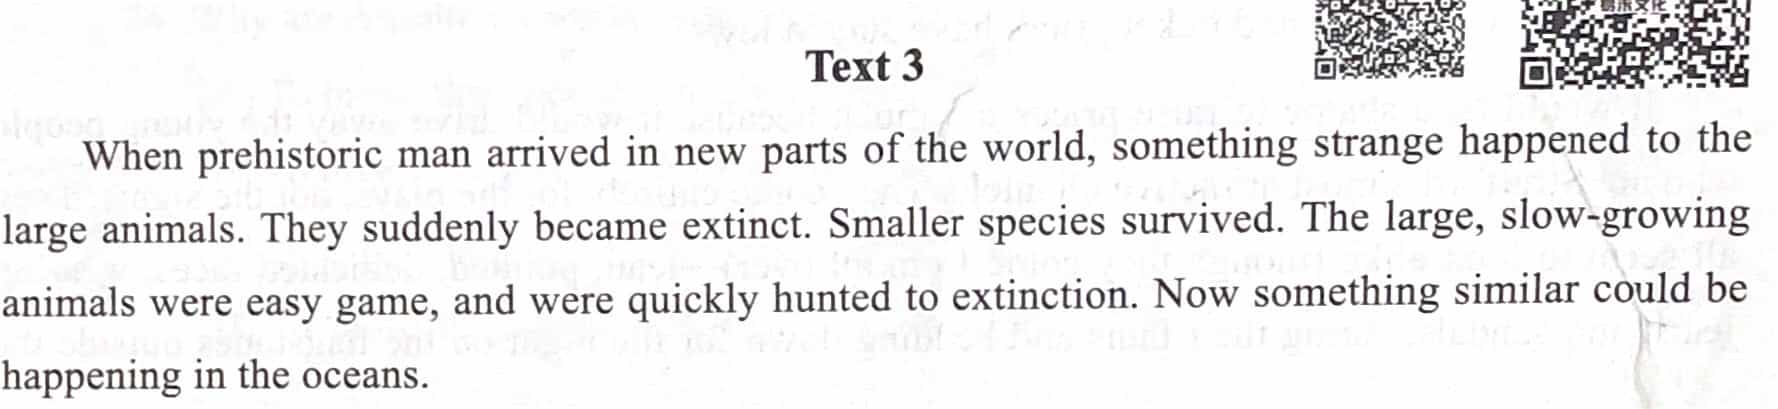 Text 3
When prehistoric man arrived in new parts of the world, something strange happened to the
large animals. They suddenly became extinct. Smaller species survived. The large, slow-growing
animals were easy game, and were quickly hunted to extinction. Now something similar could be
happening in the oceans.